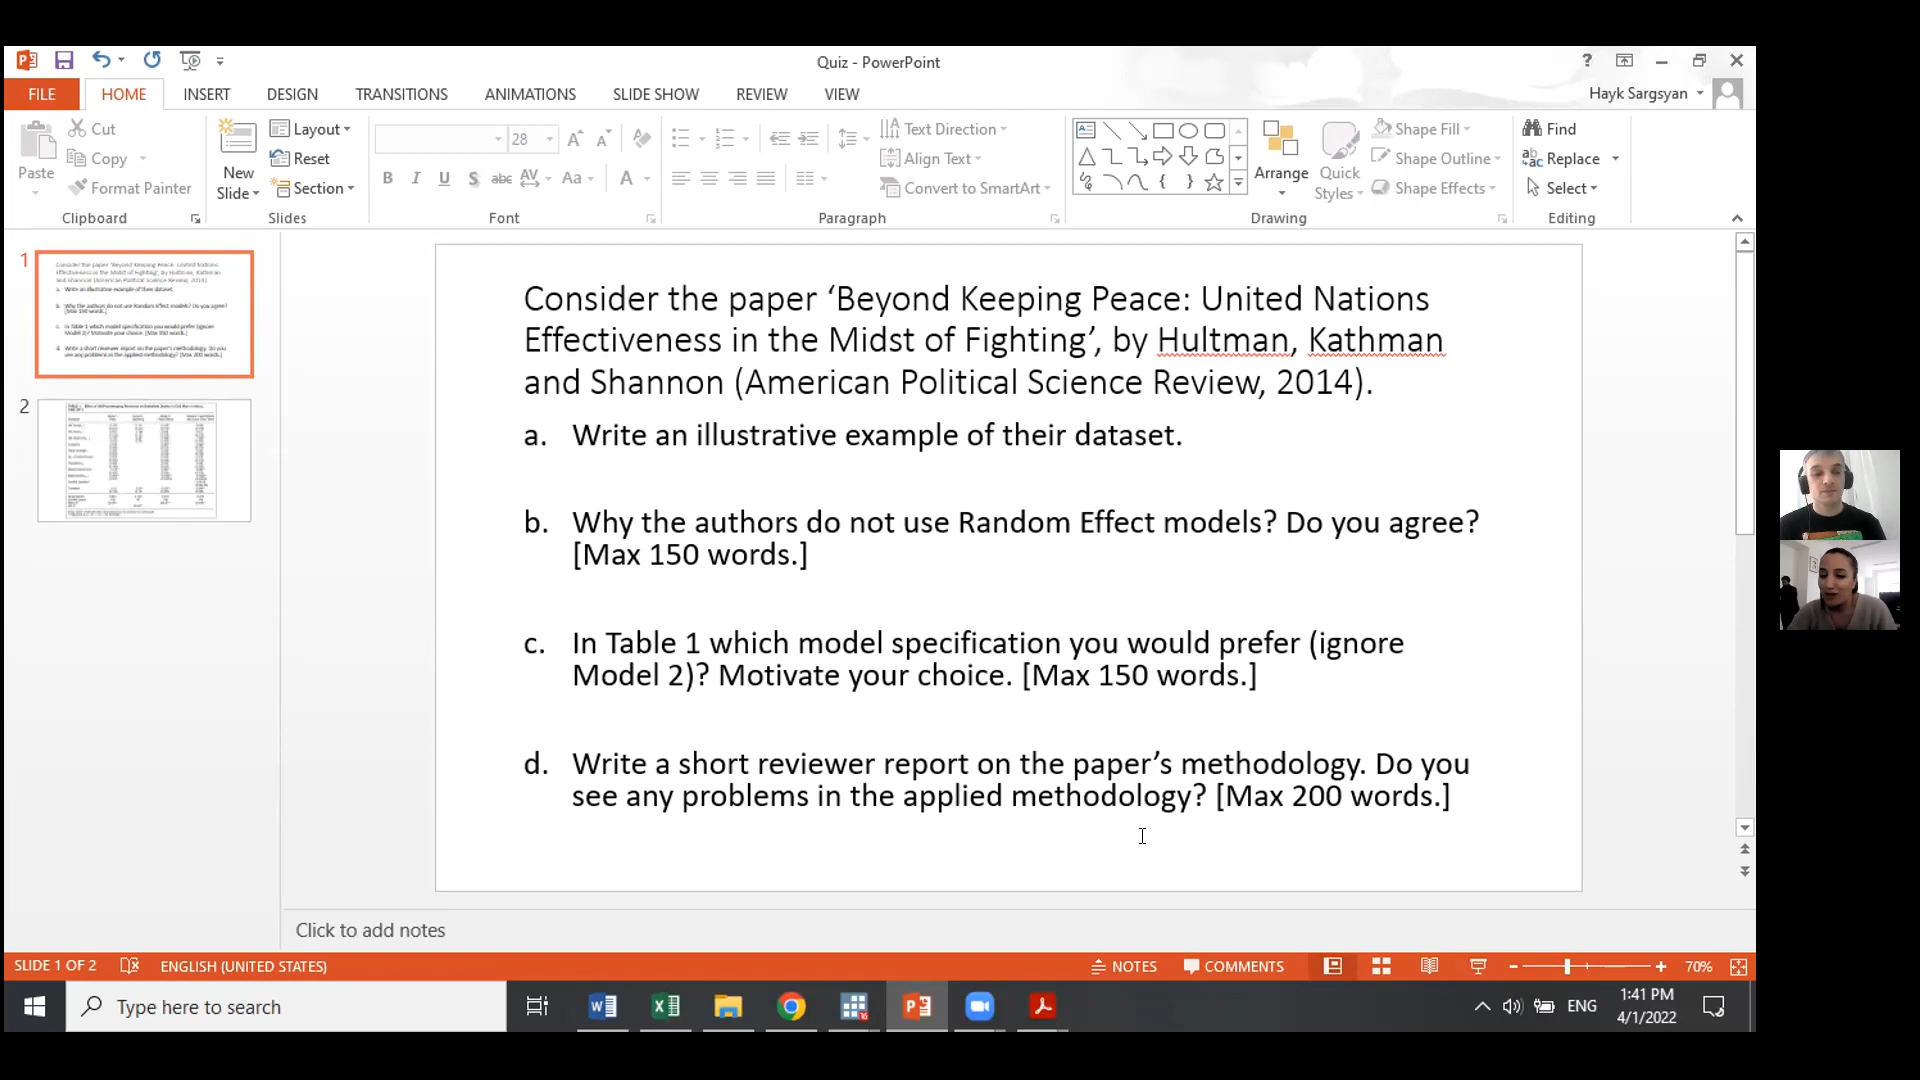 Quiz - PowerPoint
FILE HOME INSERT DESIGN TRANSITIONS ANIMATIONS SLIDE SHOW REVIEW VIEW
Hayk Sargsyan
Paste
Cut
Copy
Format Painter
Clipboard
New
Slide
Layout
Reset
Section
Slides
28
B I U S abc AV Aa A
Font
Text Direction
Align Text
Convert to SmartArt
Paragraph
Arrange
Quick
Styles
Shape Fill
Shape Outline
Shape Effects
Drawing
Find
Replace
Select
Editing
1
2
Consider the paper ‘Beyond Keeping Peace: United Nations
Effectiveness in the Midst of Fighting’, by Hultman, Kathman
and Shannon (American Political Science Review, 2014).
a. Write an illustrative example of their dataset.
b. Why the authors do not use Random Effect models? Do you agree?
[Max 150 words.]
c. In Table 1 which model specification you would prefer (ignore
Model 2)? Motivate your choice. [Max 150 words.]
d. Write a short reviewer report on the paper’s methodology. Do you
see any problems in the applied methodology? [Max 200 words.]
Click to add notes
SLIDE 1 OF 2 ENGLISH (UNITED STATES) NOTES COMMENTS 70%
Type here to search
ENG
1:41 PM
4/1/2022